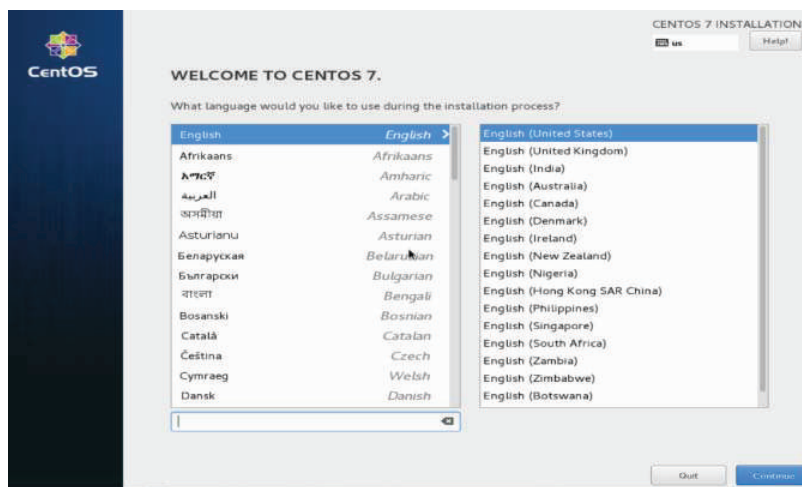 CentOS
CENTOS 7 INSTALLATION
us
Help!
WELCOME TO CENTOS 7.
What language would you like to use during the installation process?
English English
Afrikaans Afrikaans
አማርኛ Amharic
العربية Arabic
অসমীয়া Assamese
Asturianu Asturian
Беларуская Belarusian
Български Bulgarian
বাংলা Bengali
Bosanski Bosnian
Català Catalan
Čeština Czech
Cymraeg Welsh
Dansk Danish
English (United States)
English (United Kingdom)
English (India)
English (Australia)
English (Canada)
English (Denmark)
English (Ireland)
English (New Zealand)
English (Nigeria)
English (Hong Kong SAR China)
English (Philippines)
English (Singapore)
English (South Africa)
English (Zambia)
English (Zimbabwe)
English (Botswana)
Quit
Continue